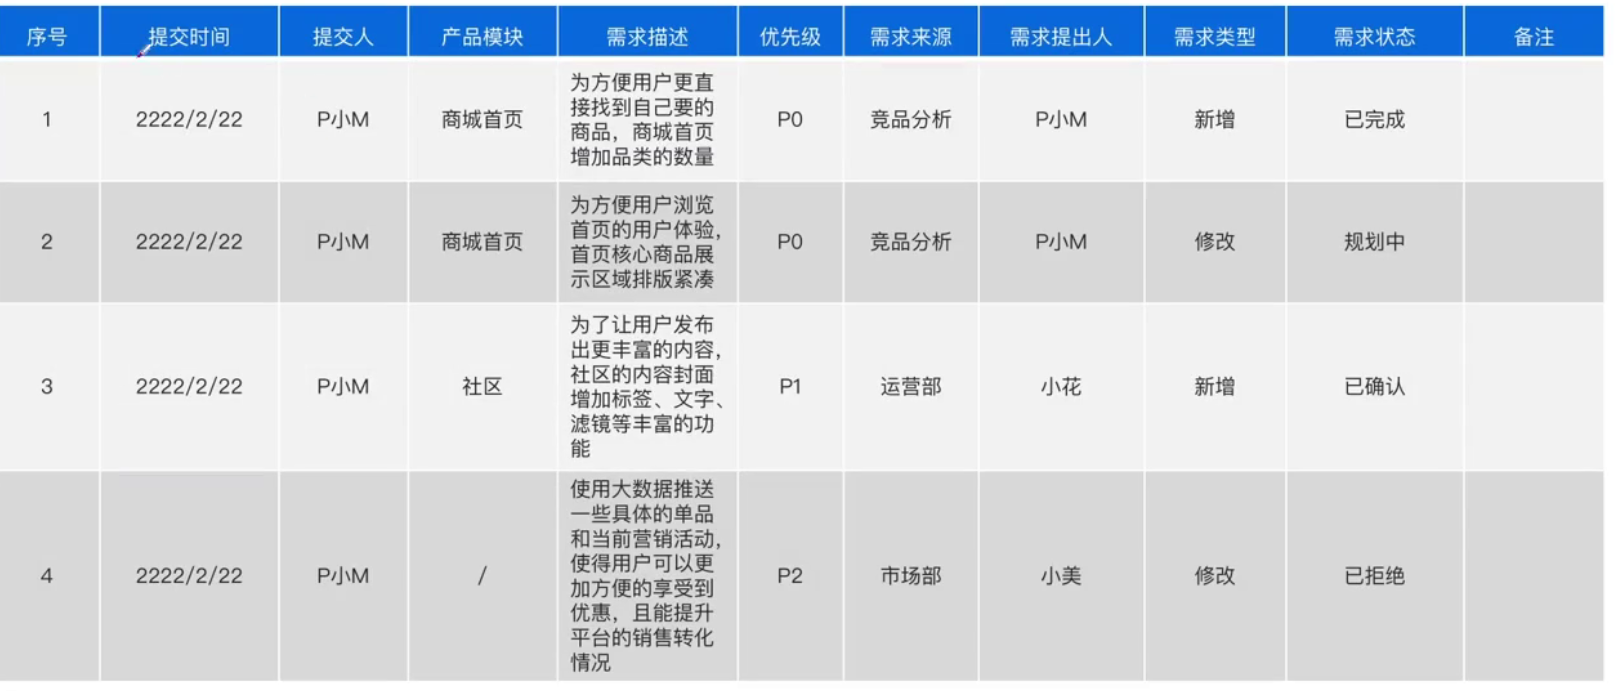 序号 提交时间 提交人 产品模块 需求描述 优先级 需求来源 需求提出人 需求类型 需求状态 备注
1 2222/2/22 P小M 商城首页 为方便用户更直
接找到自己要的
商品，商城首页
增加品类的数量 P0 竞品分析 P小M 新增 已完成
2 2222/2/22 P小M 商城首页 为方便用户浏览
首页的用户体验，
首页核心商品展
示区域排版紧凑 P0 竞品分析 P小M 修改 规划中
3 2222/2/22 P小M 社区 为了让用户发布
出更丰富的内容，
社区的内容封面
增加标签、文字、
滤镜等丰富的功
能 P1 运营部 小花 新增 已确认
4 2222/2/22 P小M / 使用大数据推送
一些具体的单品
和当前营销活动，
使得用户可以更
加方便的享受到
优惠，且能提升
平台的销售转化
情况 P2 市场部 小美 修改 已拒绝